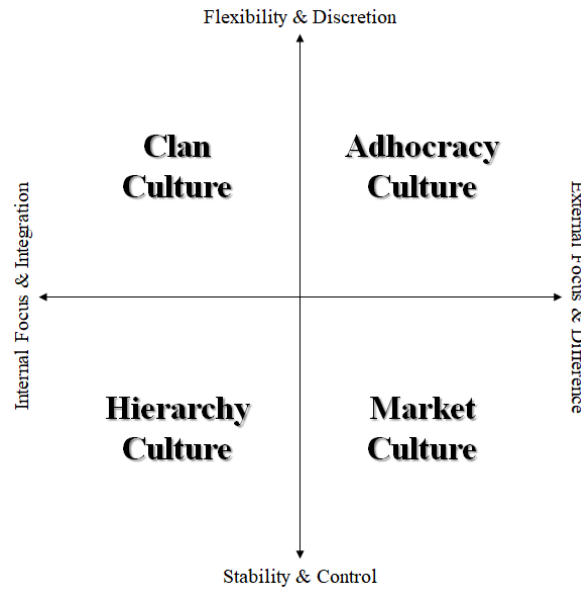 Flexibility & Discretion
Clan
Culture
Adhocracy
Culture
Internal Focus & Integration
External Focus & Difference
Hierarchy
Culture
Market
Culture
Stability & Control